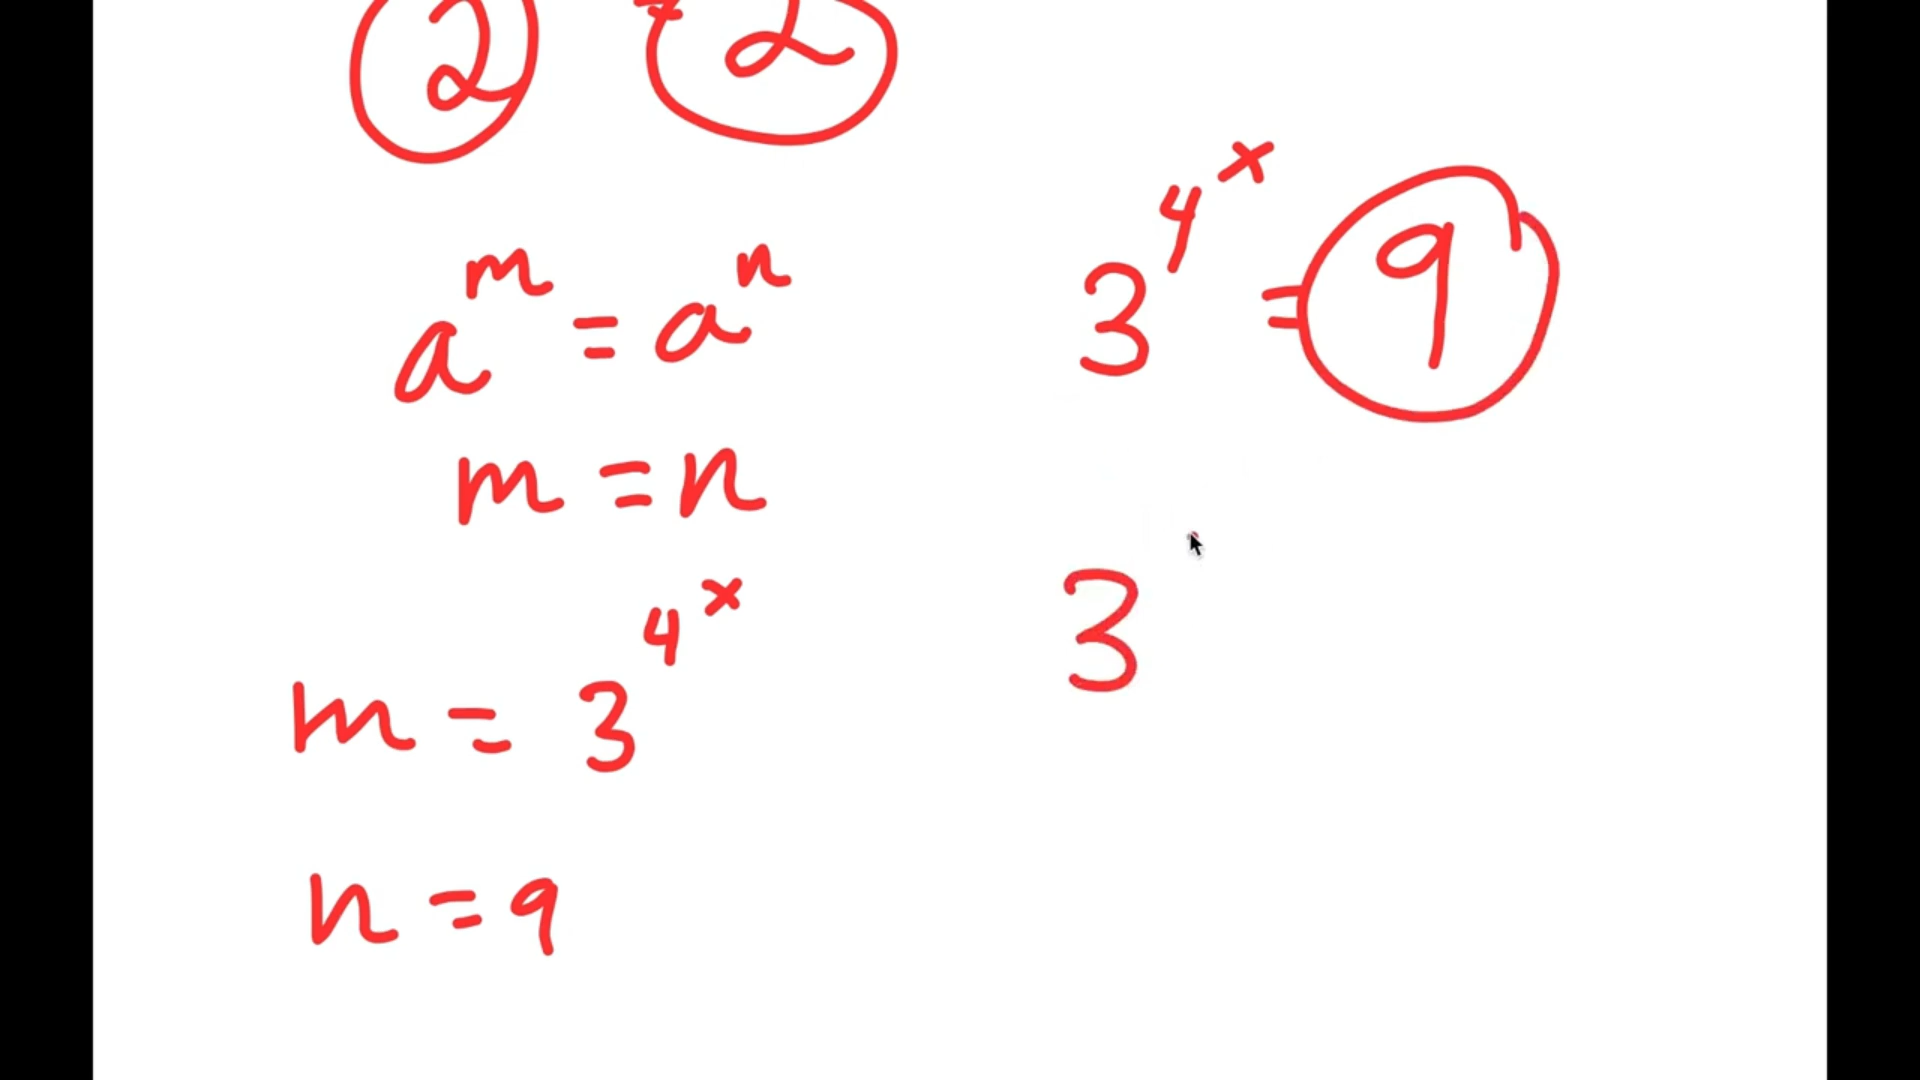 2 = 2
a^m = a^n
m = n
m = 3^4^x
n = 9
3^4^x = 9
3